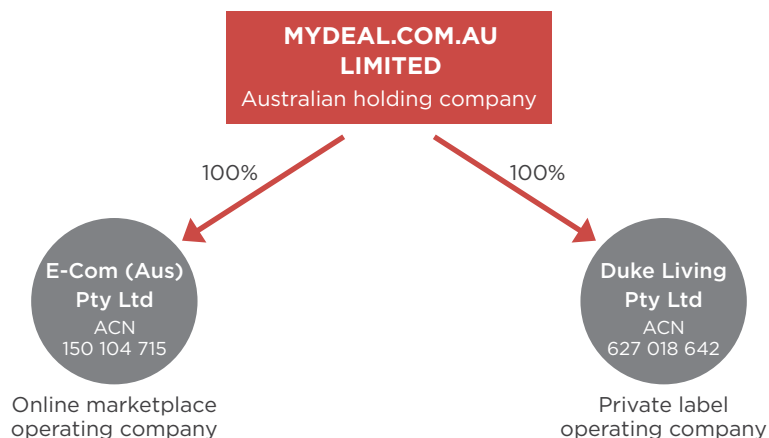 MYDEAL.COM.AU
LIMITED
Australian holding company
100%
100%
E-Com (Aus)
Pty Ltd
ACN
150 104 715
Duke Living
Pty Ltd
ACN
627 018 642
Online marketplace
operating company
Private label
operating company